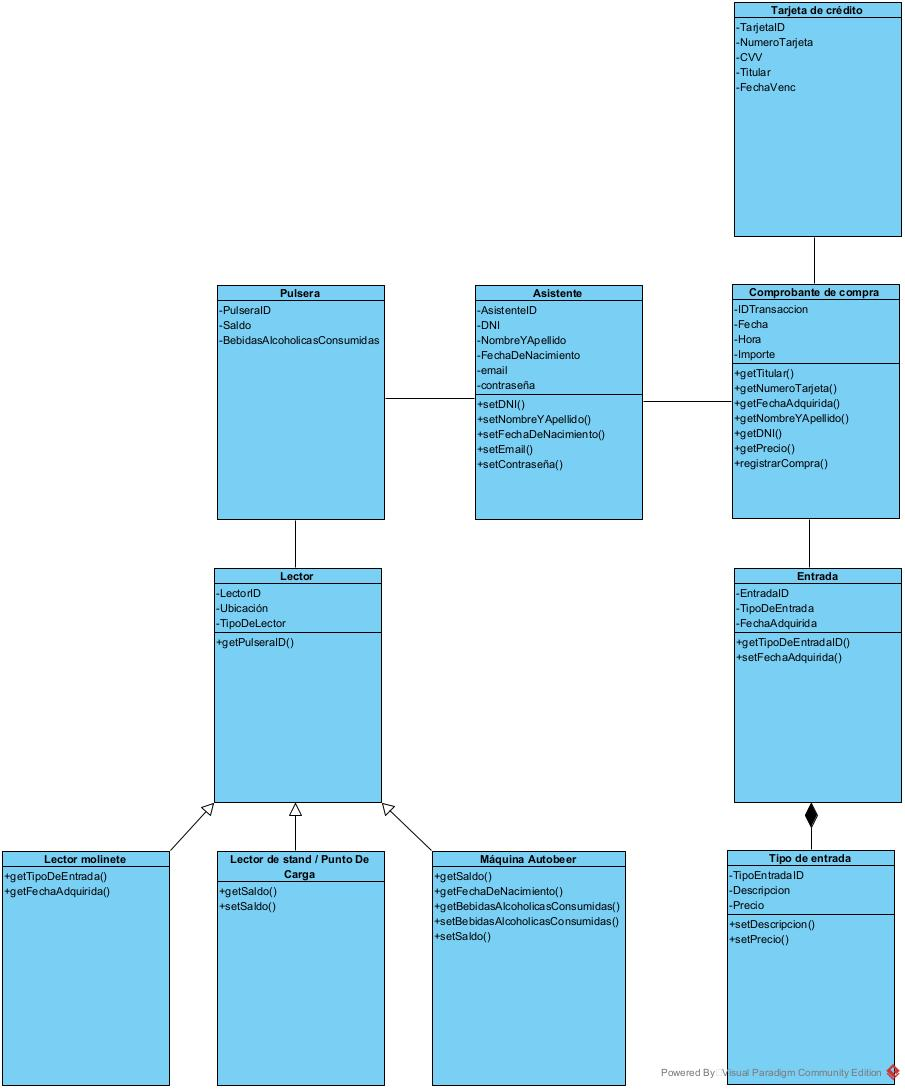 Tarjeta de crédito
-TarjetaID
-NumeroTarjeta
-CVV
-Titular
-FechaVenc
Pulsera
-PulseraID
-Saldo
-BebidasAlcoholicasConsumidas
Asistente
-AsistenteID
-DNI
-NombreYApellido
-FechaDeNacimiento
-email
-contraseña
+setDNI()
+setNombreYApellido()
+setFechaDeNacimiento()
+setEmail()
+setContraseña()
Comprobante de compra
-IDTransaccion
-Fecha
-Hora
-Importe
+getTitular()
+getNumeroTarjeta()
+getFechaAdquirida()
+getNombreYApellido()
+getDNI()
+getPrecio()
+registrarCompra()
Lector
-LectorID
-Ubicación
-TipoDeLector
+getPulseraID()
Entrada
-EntradaID
-TipoDeEntrada
-FechaAdquirida
+getTipoDeEntradaID()
+setFechaAdquirida()
Lector molinete
+getTipoDeEntrada()
+getFechaAdquirida()
Lector de stand / Punto De
Carga
+getSaldo()
+setSaldo()
Máquina Autobeer
+getSaldo()
+getFechaDeNacimiento()
+getBebidasAlcoholicasConsumidas()
+setBebidasAlcoholicasConsumidas()
+setSaldo()
Tipo de entrada
-TipoEntradaID
-Descripcion
-Precio
+setDescripcion()
+setPrecio()
Powered By Visual Paradigm Community Edition